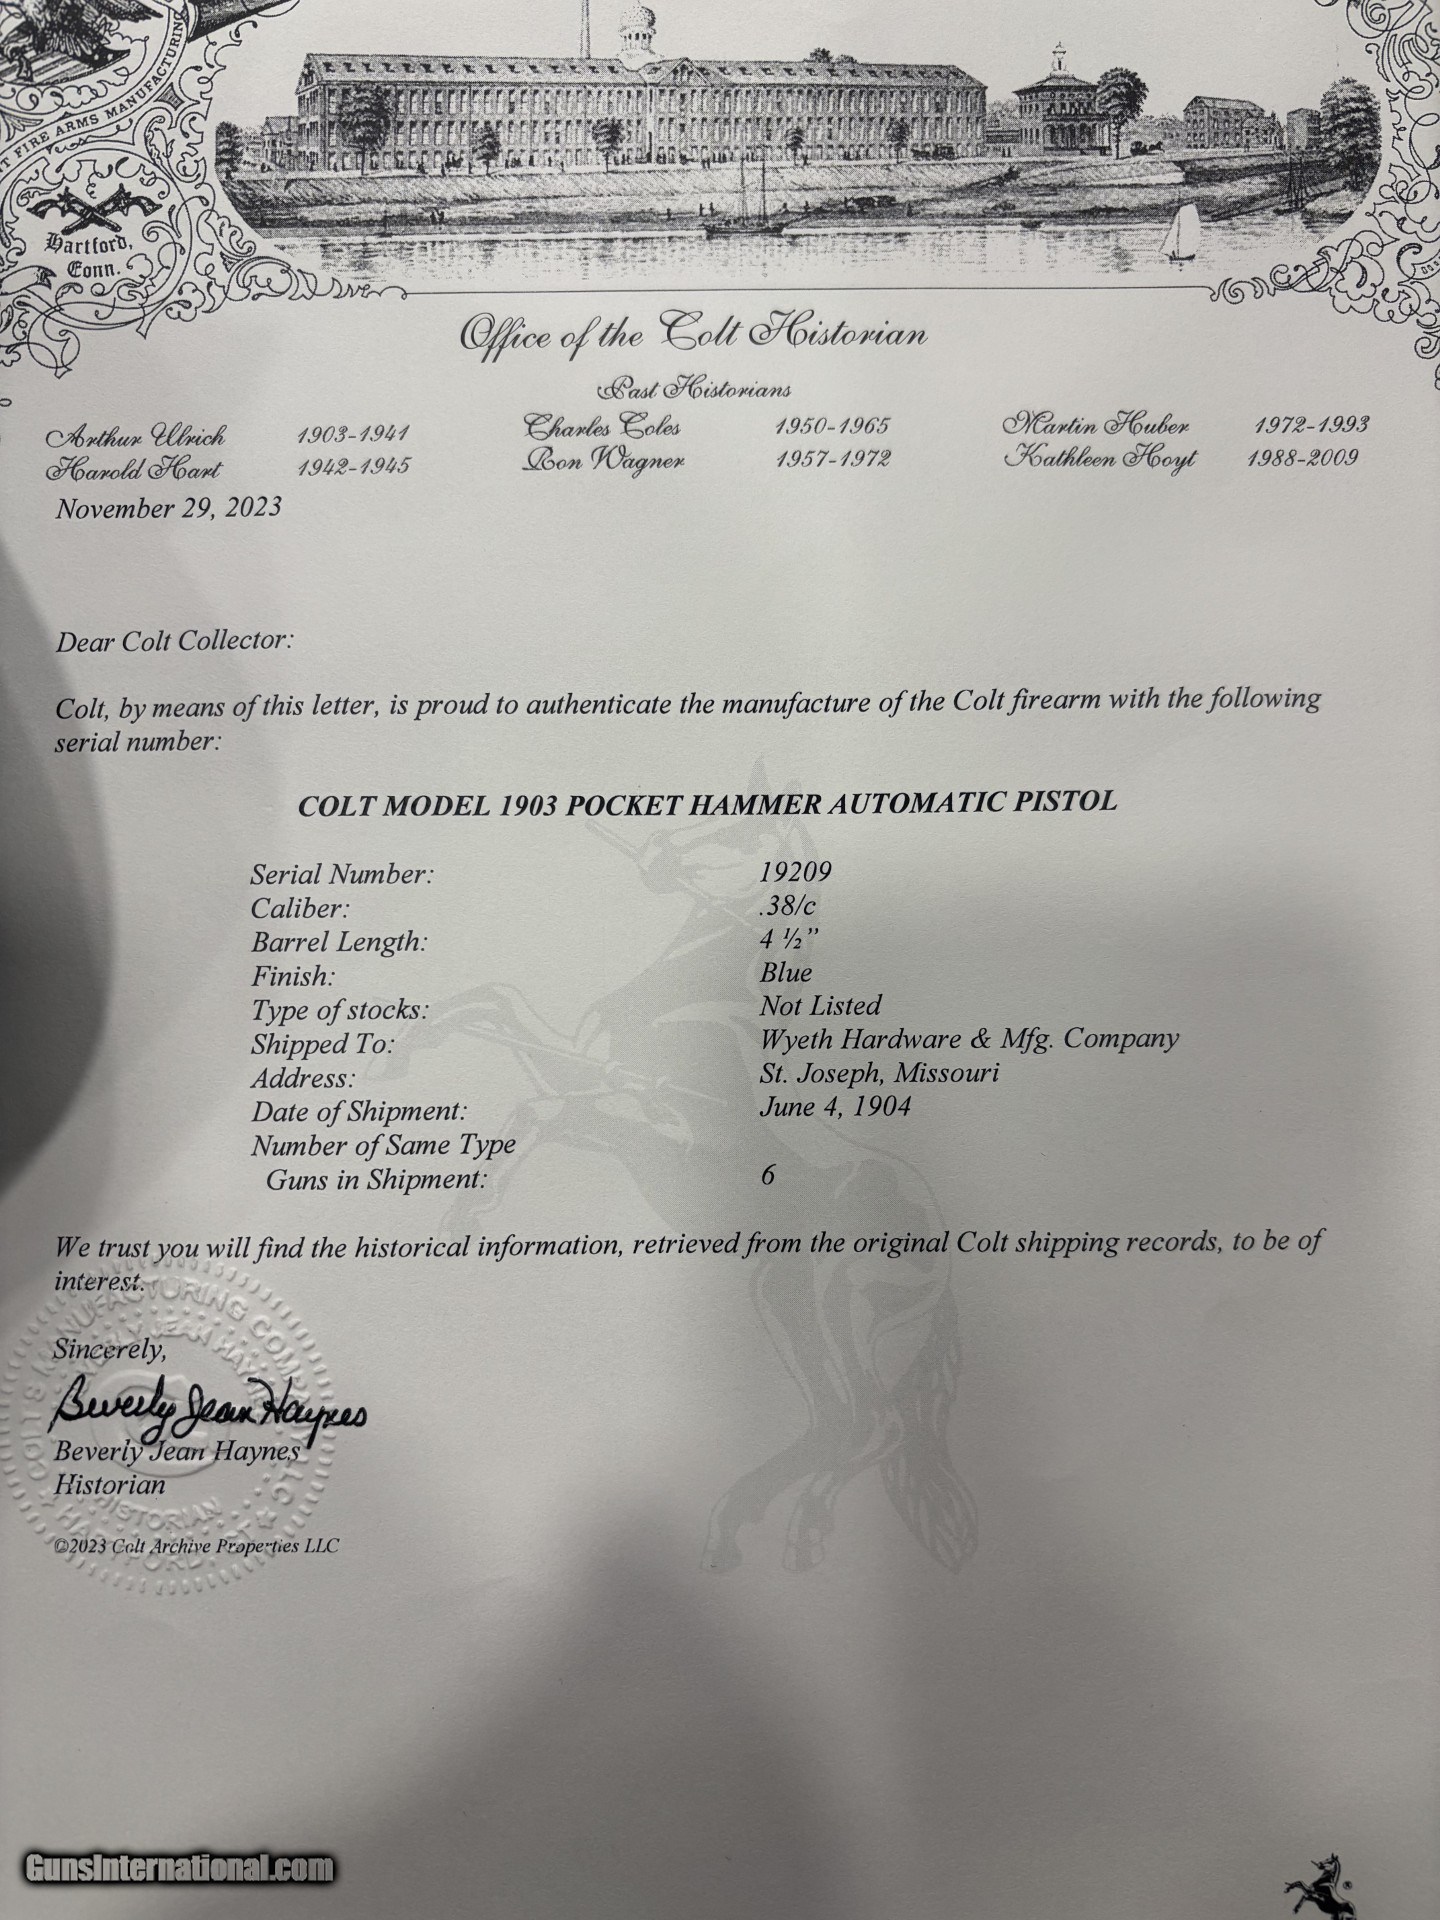 T FIRE ARMS MANUFACTURING
Hartford,
Conn.
Office of the Colt Historian
Past Historians
Arthur Ulrich 1903-1941 Charles Coles 1950-1965 Martin Huber 1972-1993
Harold Hart 1942-1945 Ron Wagner 1957-1972 Kathleen Hoyt 1988-2009
November 29, 2023
Dear Colt Collector:
Colt, by means of this letter, is proud to authenticate the manufacture of the Colt firearm with the following
serial number:
COLT MODEL 1903 POCKET HAMMER AUTOMATIC PISTOL
Serial Number: 19209
Caliber: .38/c
Barrel Length: 4 ½”
Finish: Blue
Type of stocks: Not Listed
Shipped To: Wyeth Hardware & Mfg. Company
Address: St. Joseph, Missouri
Date of Shipment: June 4, 1904
Number of Same Type
Guns in Shipment: 6
We trust you will find the historical information, retrieved from the original Colt shipping records, to be of
interest.
Sincerely,
Beverly Jean Haynes
Beverly Jean Haynes
Historian
©2023 Colt Archive Properties LLC
GunsInternational.com
®